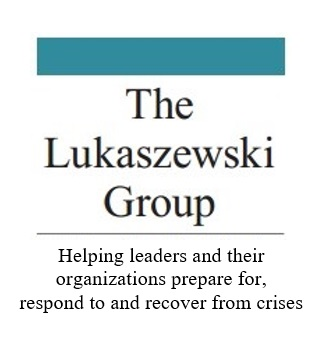 The
Lukaszewski
Group
Helping leaders and their
organizations prepare for,
respond to and recover from crises